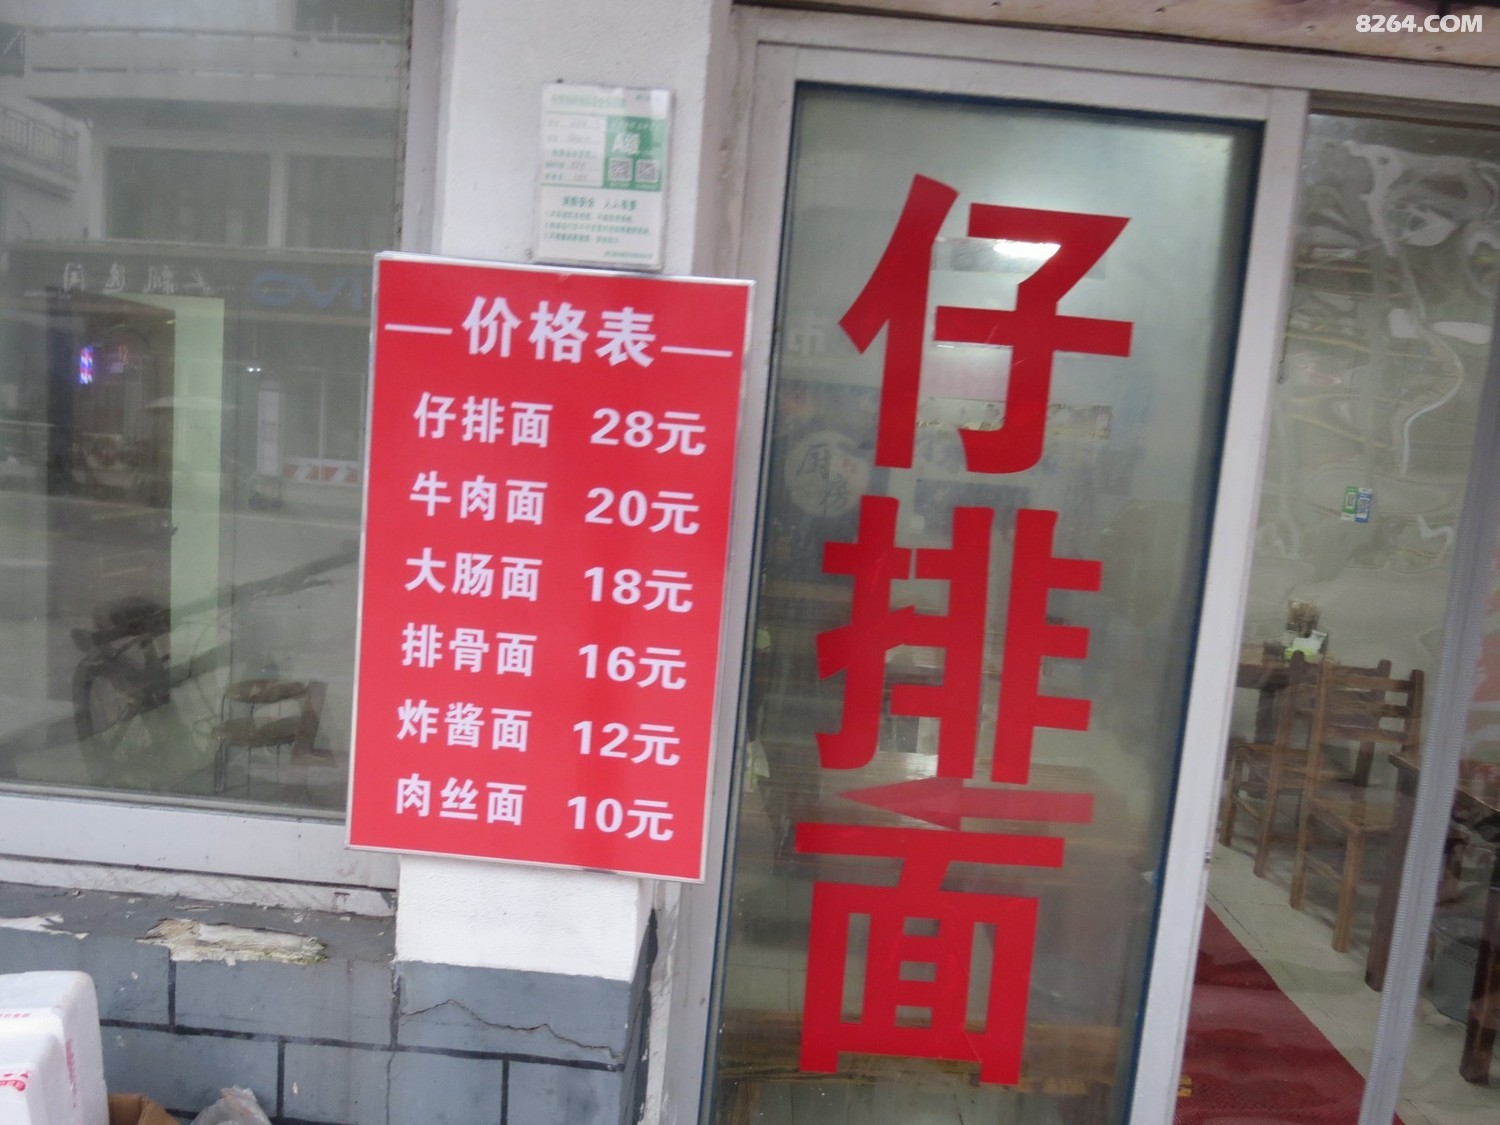 8264.COM
A级
价格表
仔排面 28元
牛肉面 20元
大肠面 18元
排骨面 16元
炸酱面 12元
肉丝面 10元
仔排面